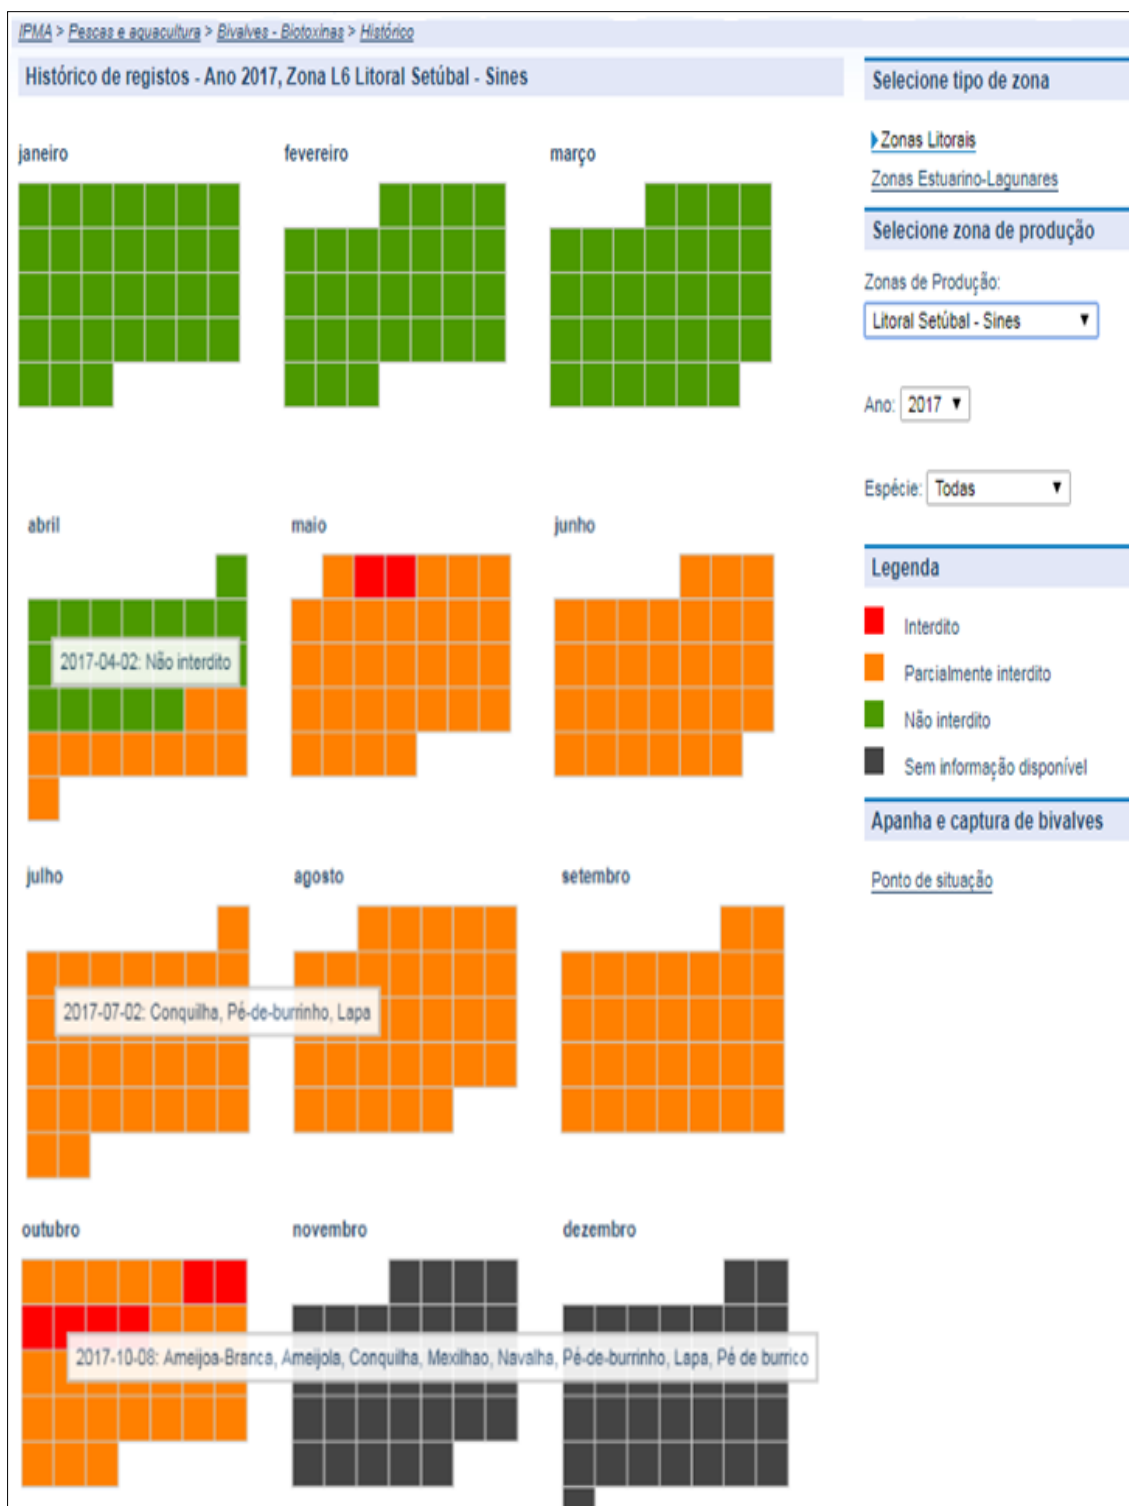 IPMA > Pescas e aquacultura > Bivalves - Biotoxinas > Histórico
Histórico de registos - Ano 2017, Zona L6 Litoral Setúbal - Sines
janeiro
fevereiro
março
abril
maio
junho
2017-04-02: Não interdito
julho
agosto
setembro
2017-07-02: Conquilha, Pé-de-burrinho, Lapa
outubro
novembro
dezembro
2017-10-08: Ameijoa-Branca, Ameijola, Conquilha, Mexilhao, Navalha, Pé-de-burrinho, Lapa, Pé de burrico
Selecione tipo de zona
Zonas Litorais
Zonas Estuarino-Lagunares
Selecione zona de produção
Zonas de Produção:
Litoral Setúbal - Sines
Ano: 2017
Espécie: Todas
Legenda
Interdito
Parcialmente interdito
Não interdito
Sem informação disponível
Apanha e captura de bivalves
Ponto de situação